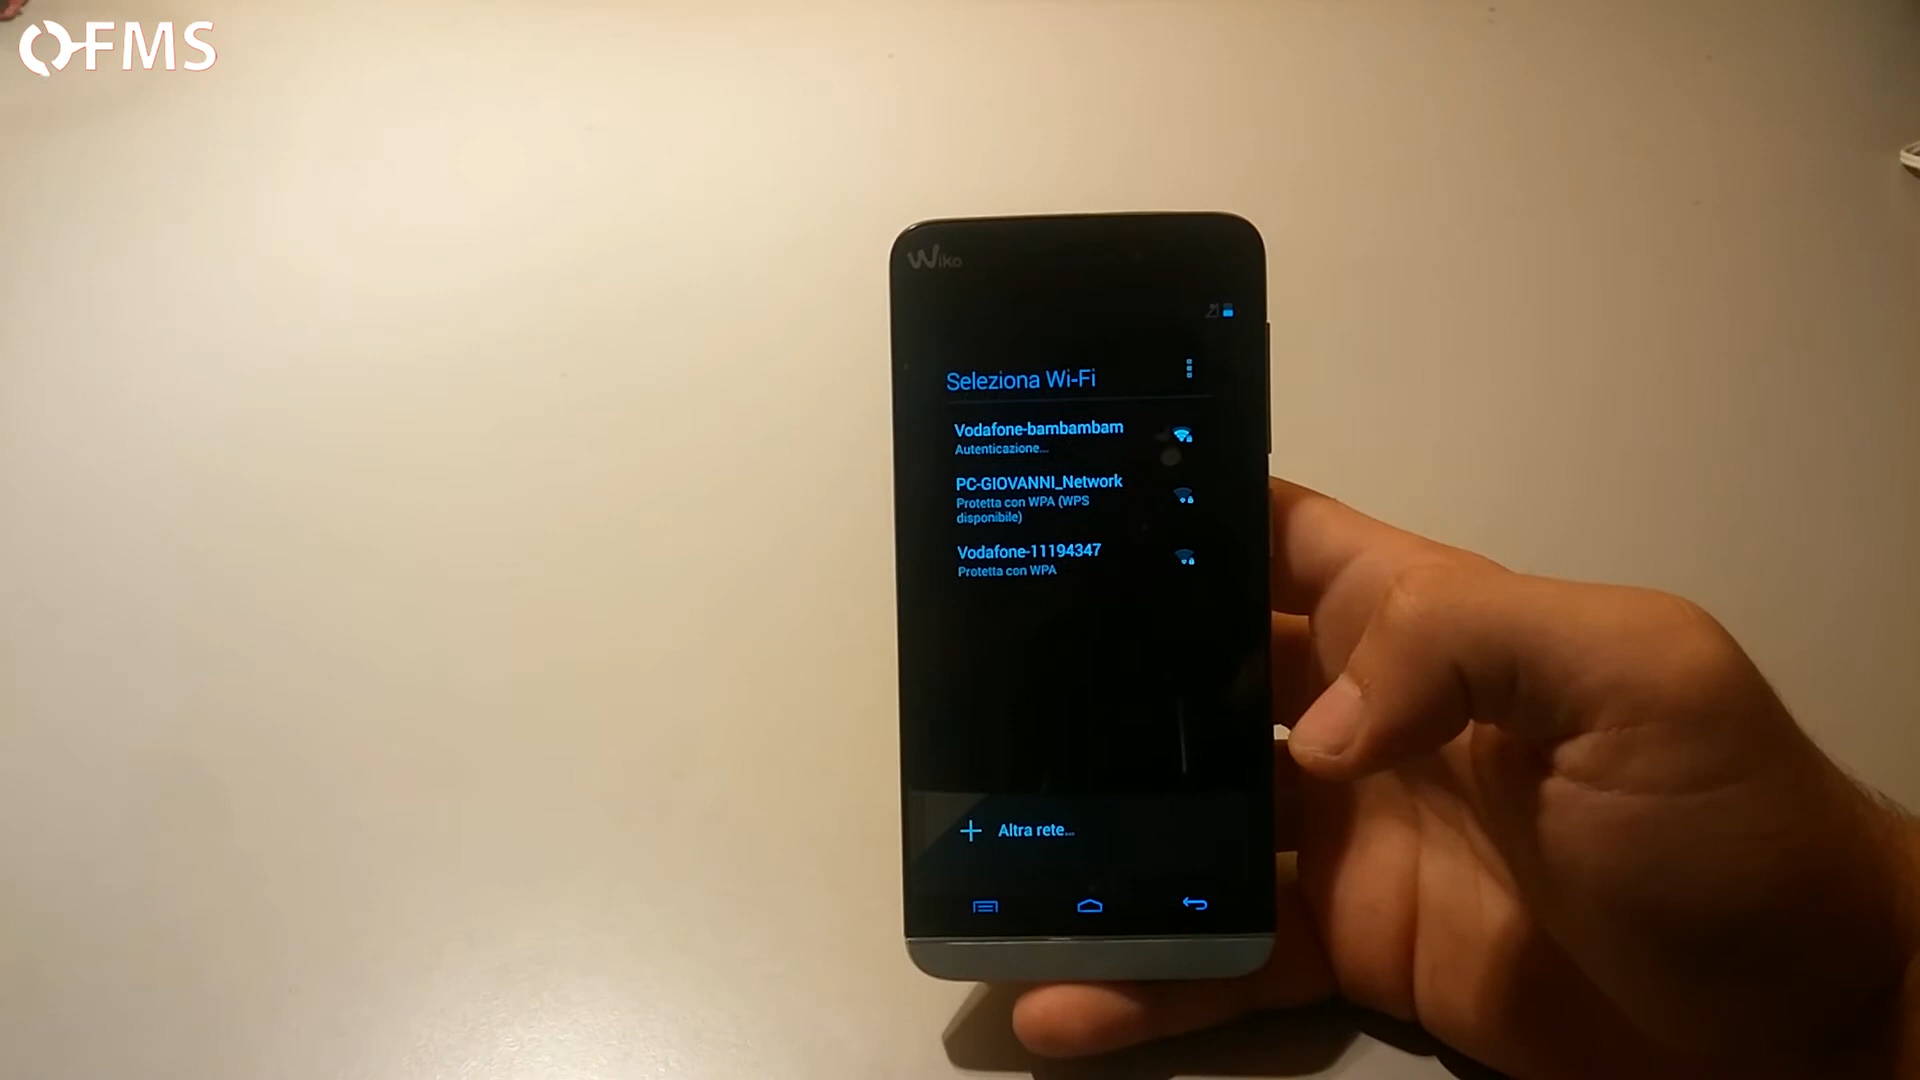 FMS
Wiko
Seleziona Wi-Fi
Vodafone-bambambam
Autenticazione...
PC-GIOVANNI_Network
Protetta con WPA (WPS
disponibile)
Vodafone-11194347
Protetta con WPA
Altra rete...